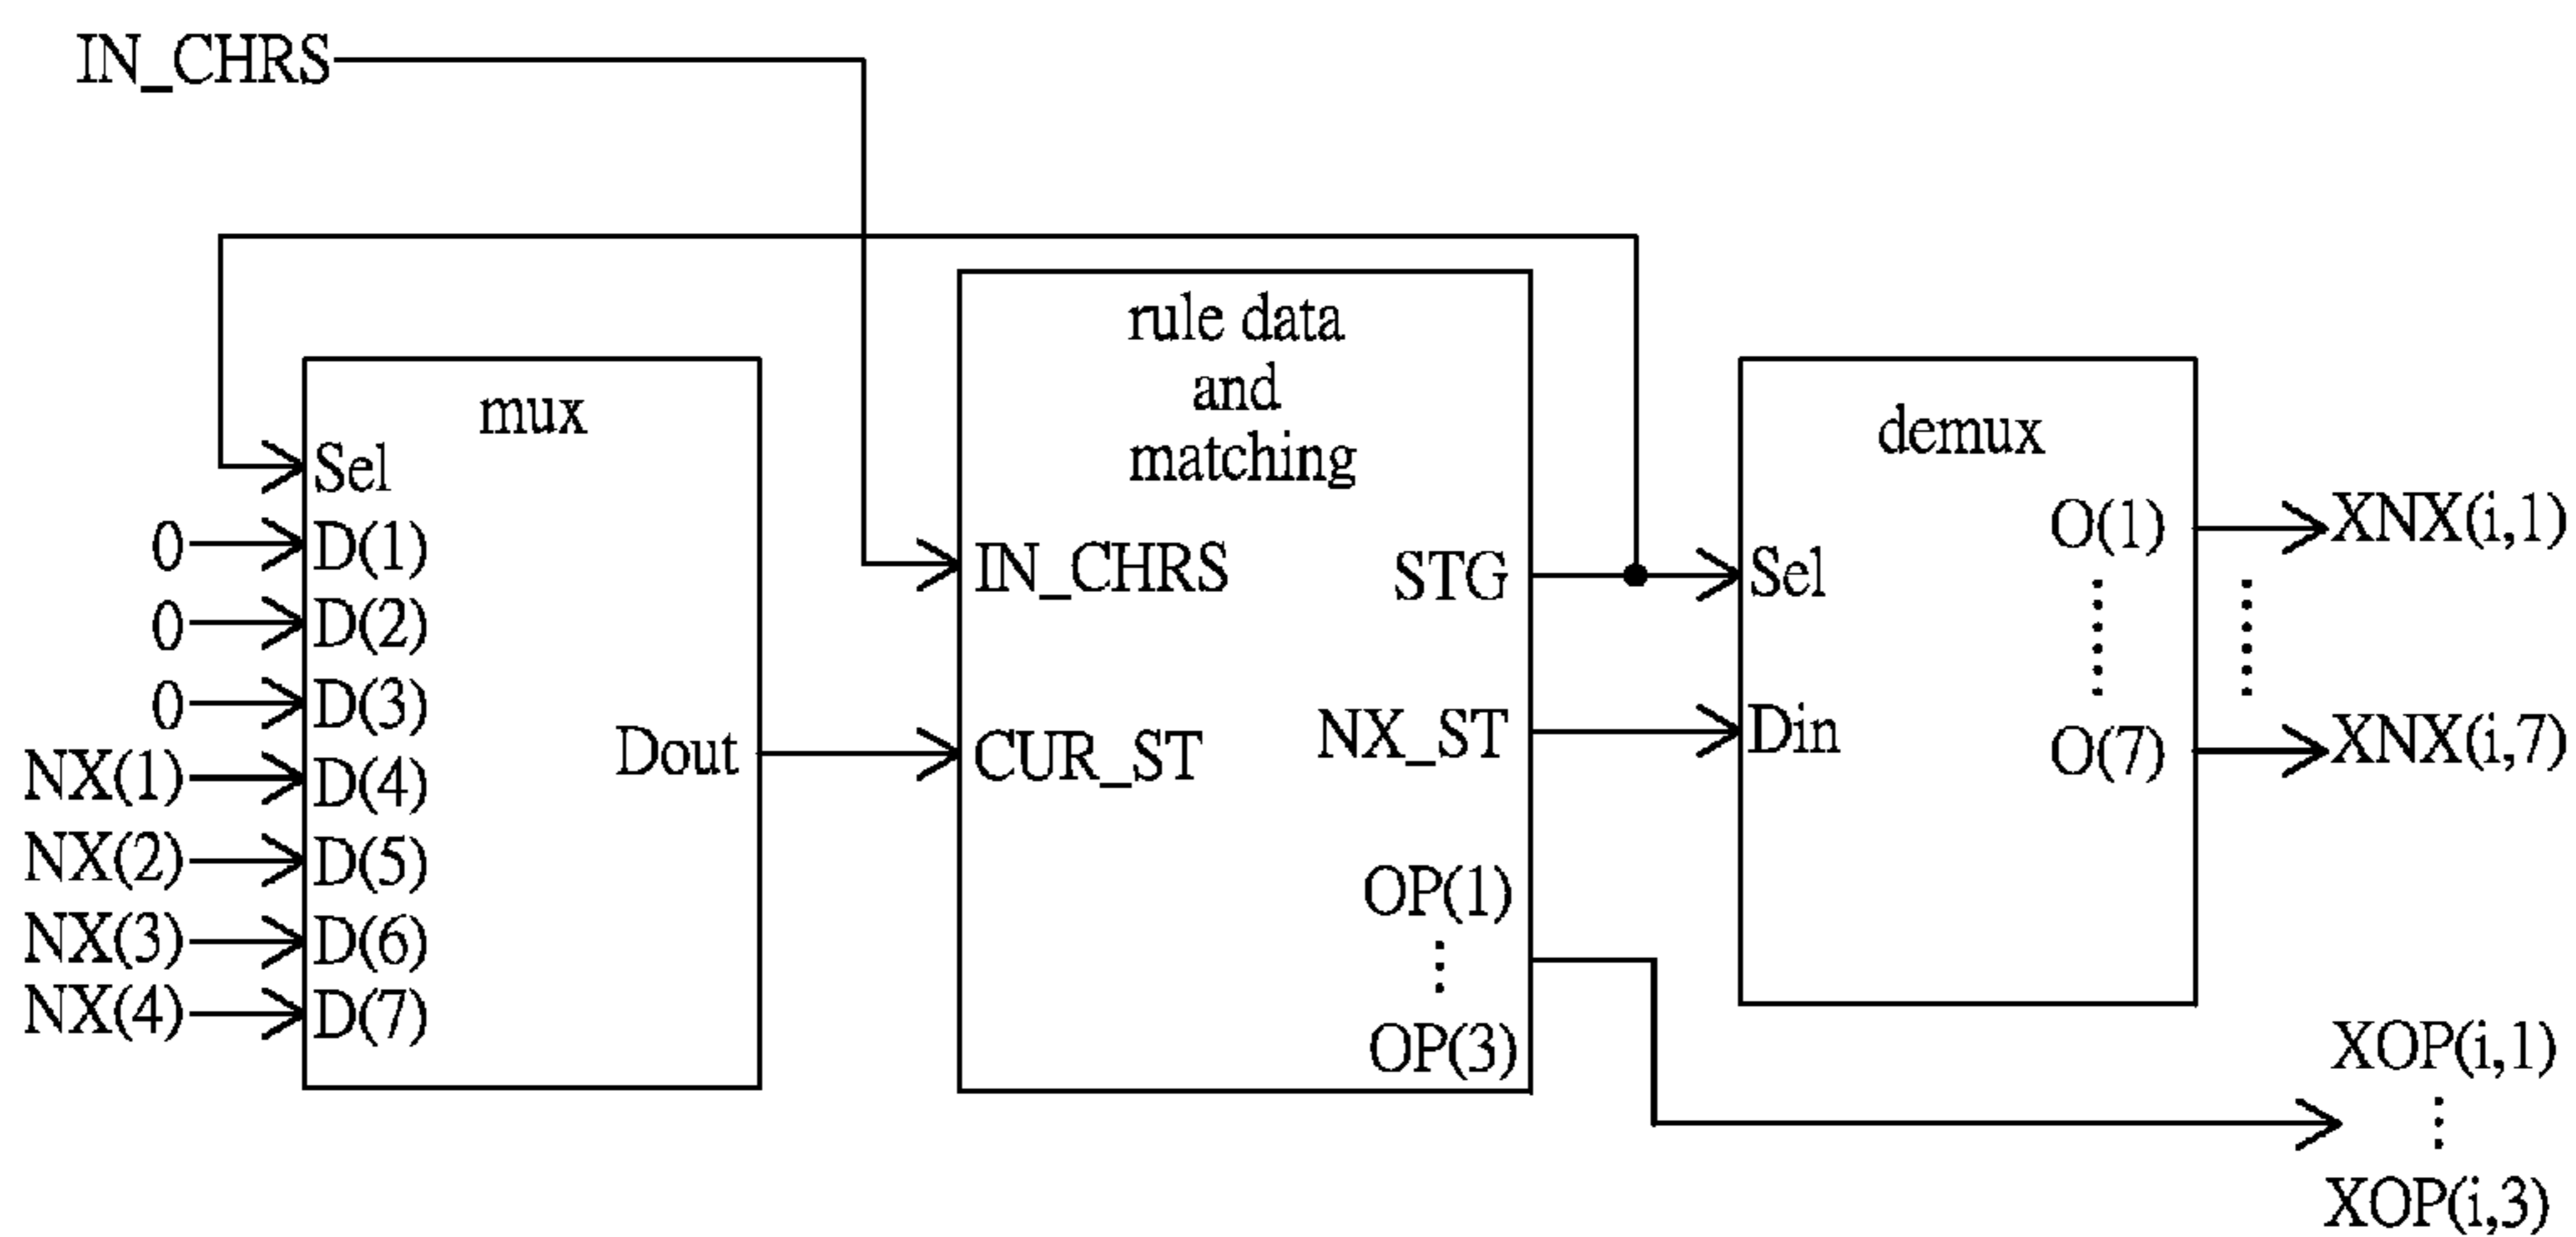 IN_CHRS
mux
Sel
0
D(1)
0
D(2)
0
D(3)
NX(1)
D(4)
NX(2)
D(5)
NX(3)
D(6)
NX(4)
D(7)
Dout
rule data
and
matching
IN_CHRS
CUR_ST
STG
NX_ST
OP(1)
OP(3)
demux
Sel
Din
O(1)
O(7)
XNX(i,1)
XNX(i,7)
XOP(i,1)
XOP(i,3)